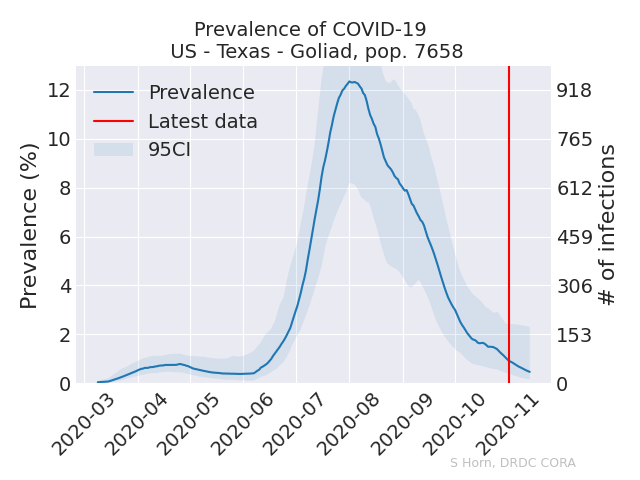 Prevalence of COVID-19
US - Texas - Goliad, pop. 7658
Prevalence
Latest data
95CI
Prevalence (%)
12
10
8
6
4
2
0
918
765
612
459
306
153
0
# of infections
2020-03
2020-04
2020-05
2020-06
2020-07
2020-08
2020-09
2020-10
2020-11
S Horn, DRDC CORA